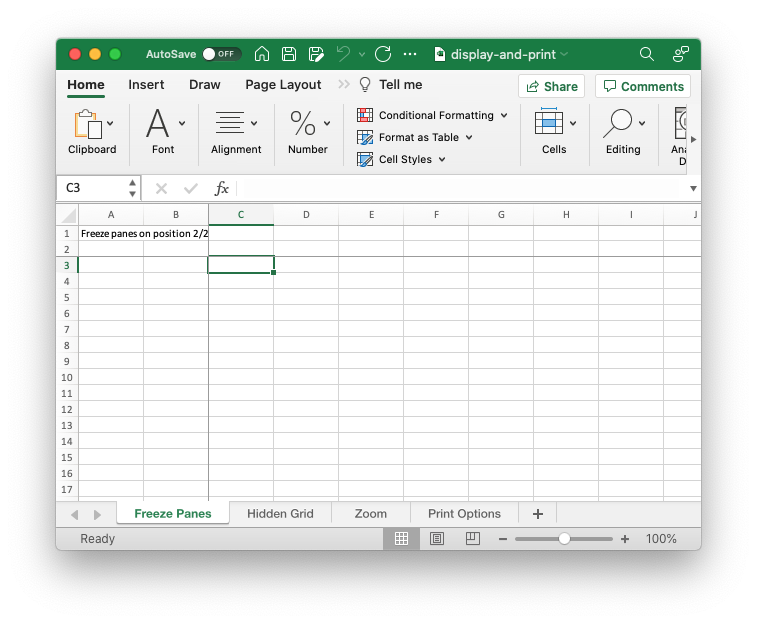 AutoSave OFF display-and-print
Home Insert Draw Page Layout Tell me Share Comments
Clipboard Font Alignment Number Conditional Formatting Format as Table Cell Styles Cells Editing
C3 fx
A B C D E F G H I J
1 Freeze panes on position 2/2
2
3
4
5
6
7
8
9
10
11
12
13
14
15
16
17
Freeze Panes Hidden Grid Zoom Print Options +
Ready 100%